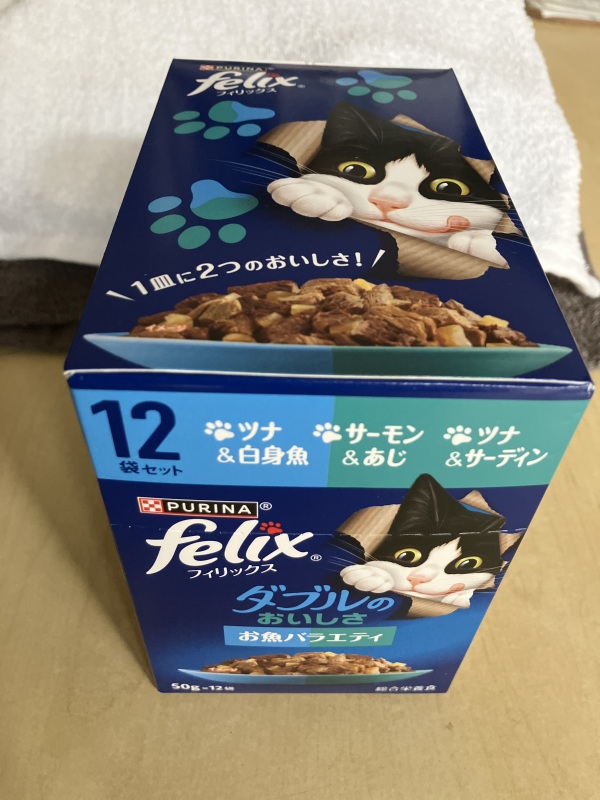 PURINA®
felix®
フィリックス
1皿に2つのおいしさ!
12
袋セット
ツナ
&白身魚
サーモン
&あじ
ツナ
&サーディン
PURINA®
felix®
フィリックス
ダブルの
おいしさ
お魚バラエティ
50g×12袋
総合栄養食